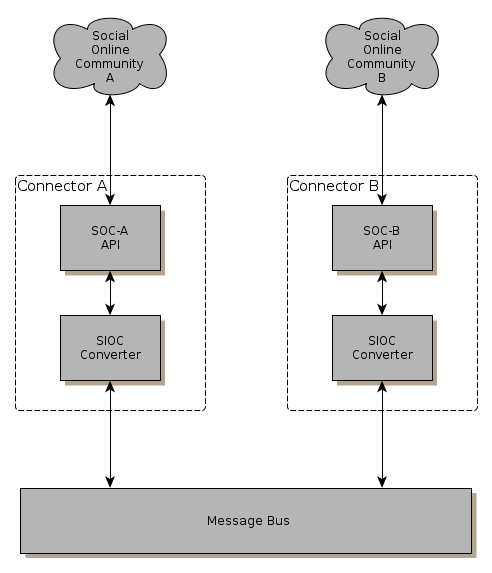 Social
Online
Community
A
Social
Online
Community
B
Connector A
SOC-A
API
SIOC
Converter
Connector B
SOC-B
API
SIOC
Converter
Message Bus